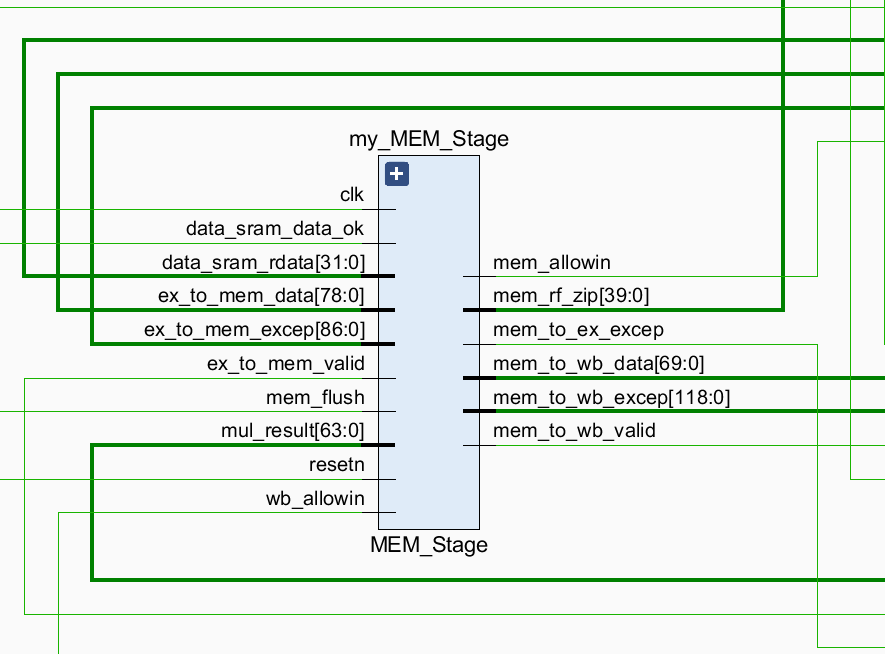 my_MEM_Stage
clk
data_sram_data_ok
data_sram_rdata[31:0]
ex_to_mem_data[78:0]
ex_to_mem_excep[86:0]
ex_to_mem_valid
mem_flush
mul_result[63:0]
resetn
wb_allowin
mem_allowin
mem_rf_zip[39:0]
mem_to_ex_excep
mem_to_wb_data[69:0]
mem_to_wb_excep[118:0]
mem_to_wb_valid
MEM_Stage